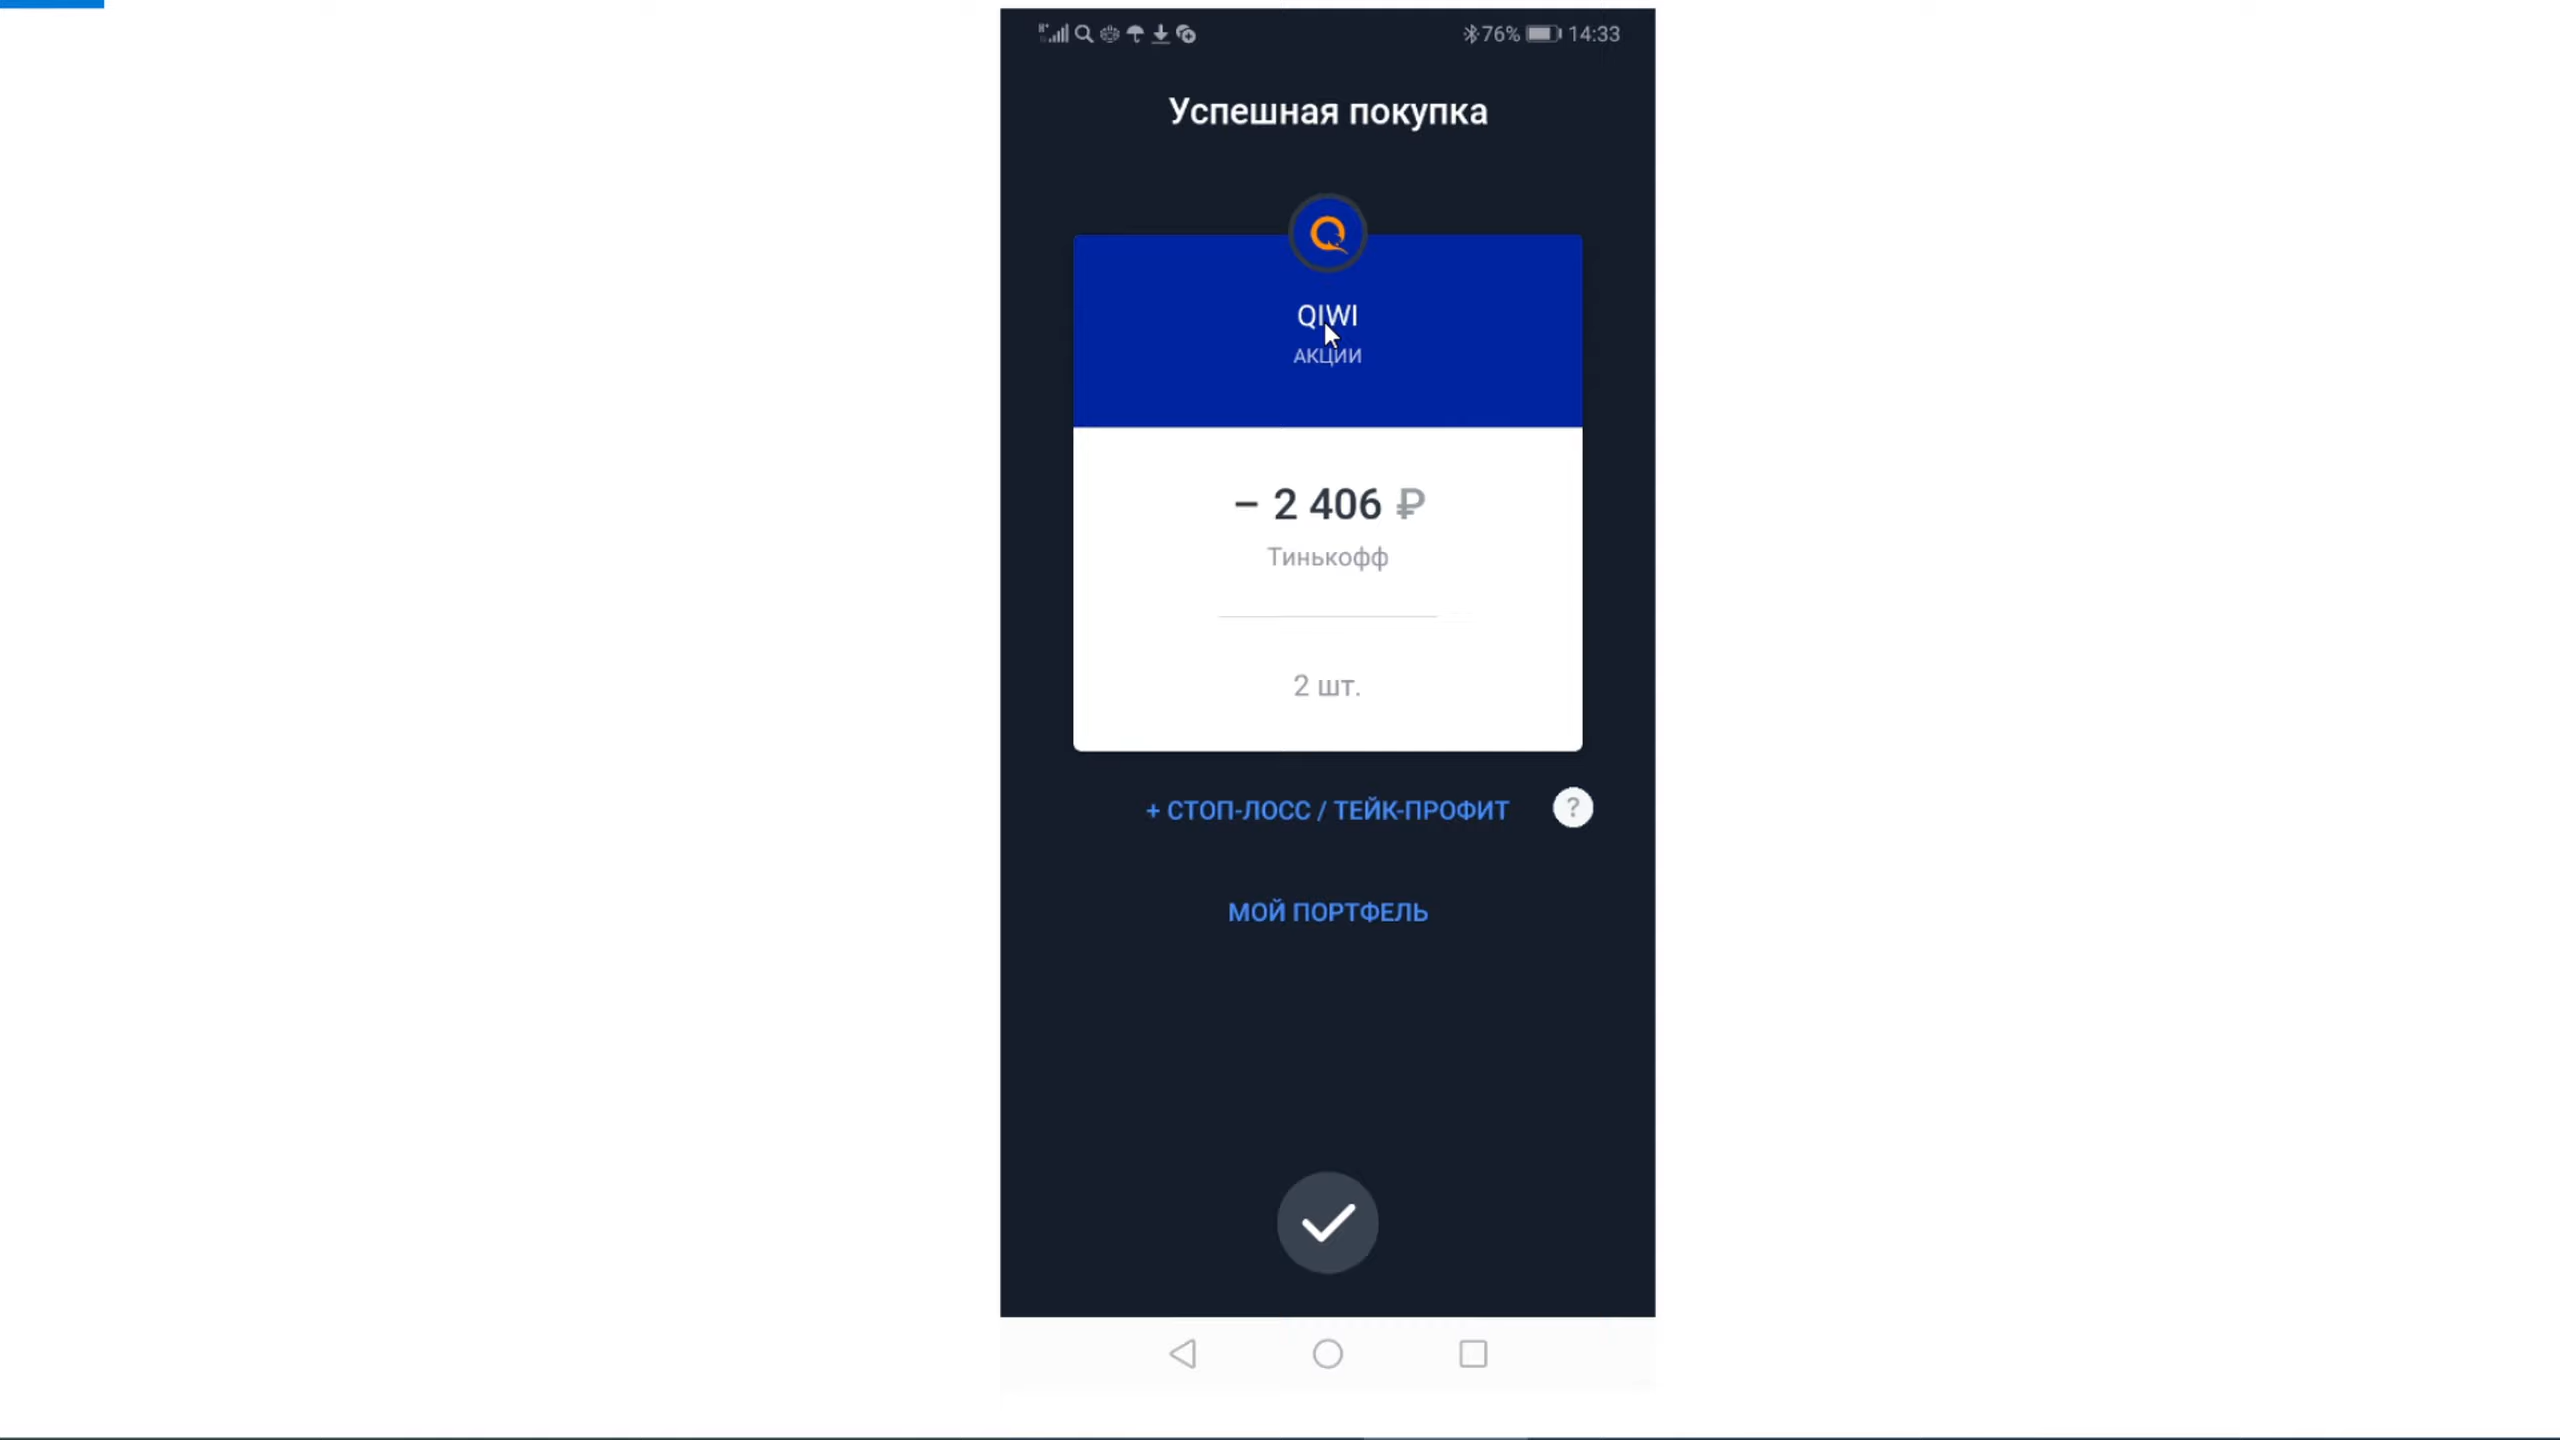 76% 14:33
Успешная покупка
QIWI
АКЦИИ
– 2 406 ₽
Тинькофф
2 шт.
+ СТОП-ЛОСС / ТЕЙК-ПРОФИТ ?
МОЙ ПОРТФЕЛЬ